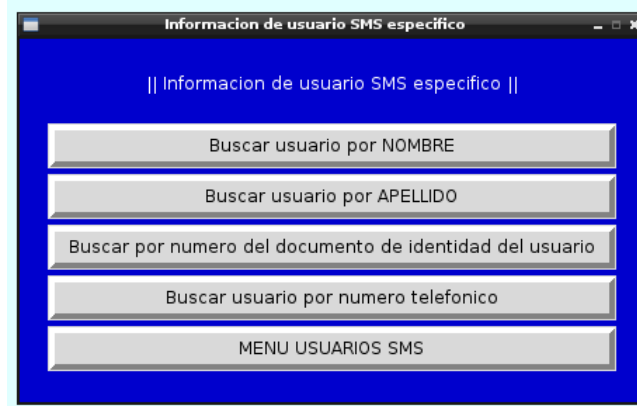 Informacion de usuario SMS especifico
|| Informacion de usuario SMS especifico ||
Buscar usuario por NOMBRE
Buscar usuario por APELLIDO
Buscar por numero del documento de identidad del usuario
Buscar usuario por numero telefonico
MENU USUARIOS SMS